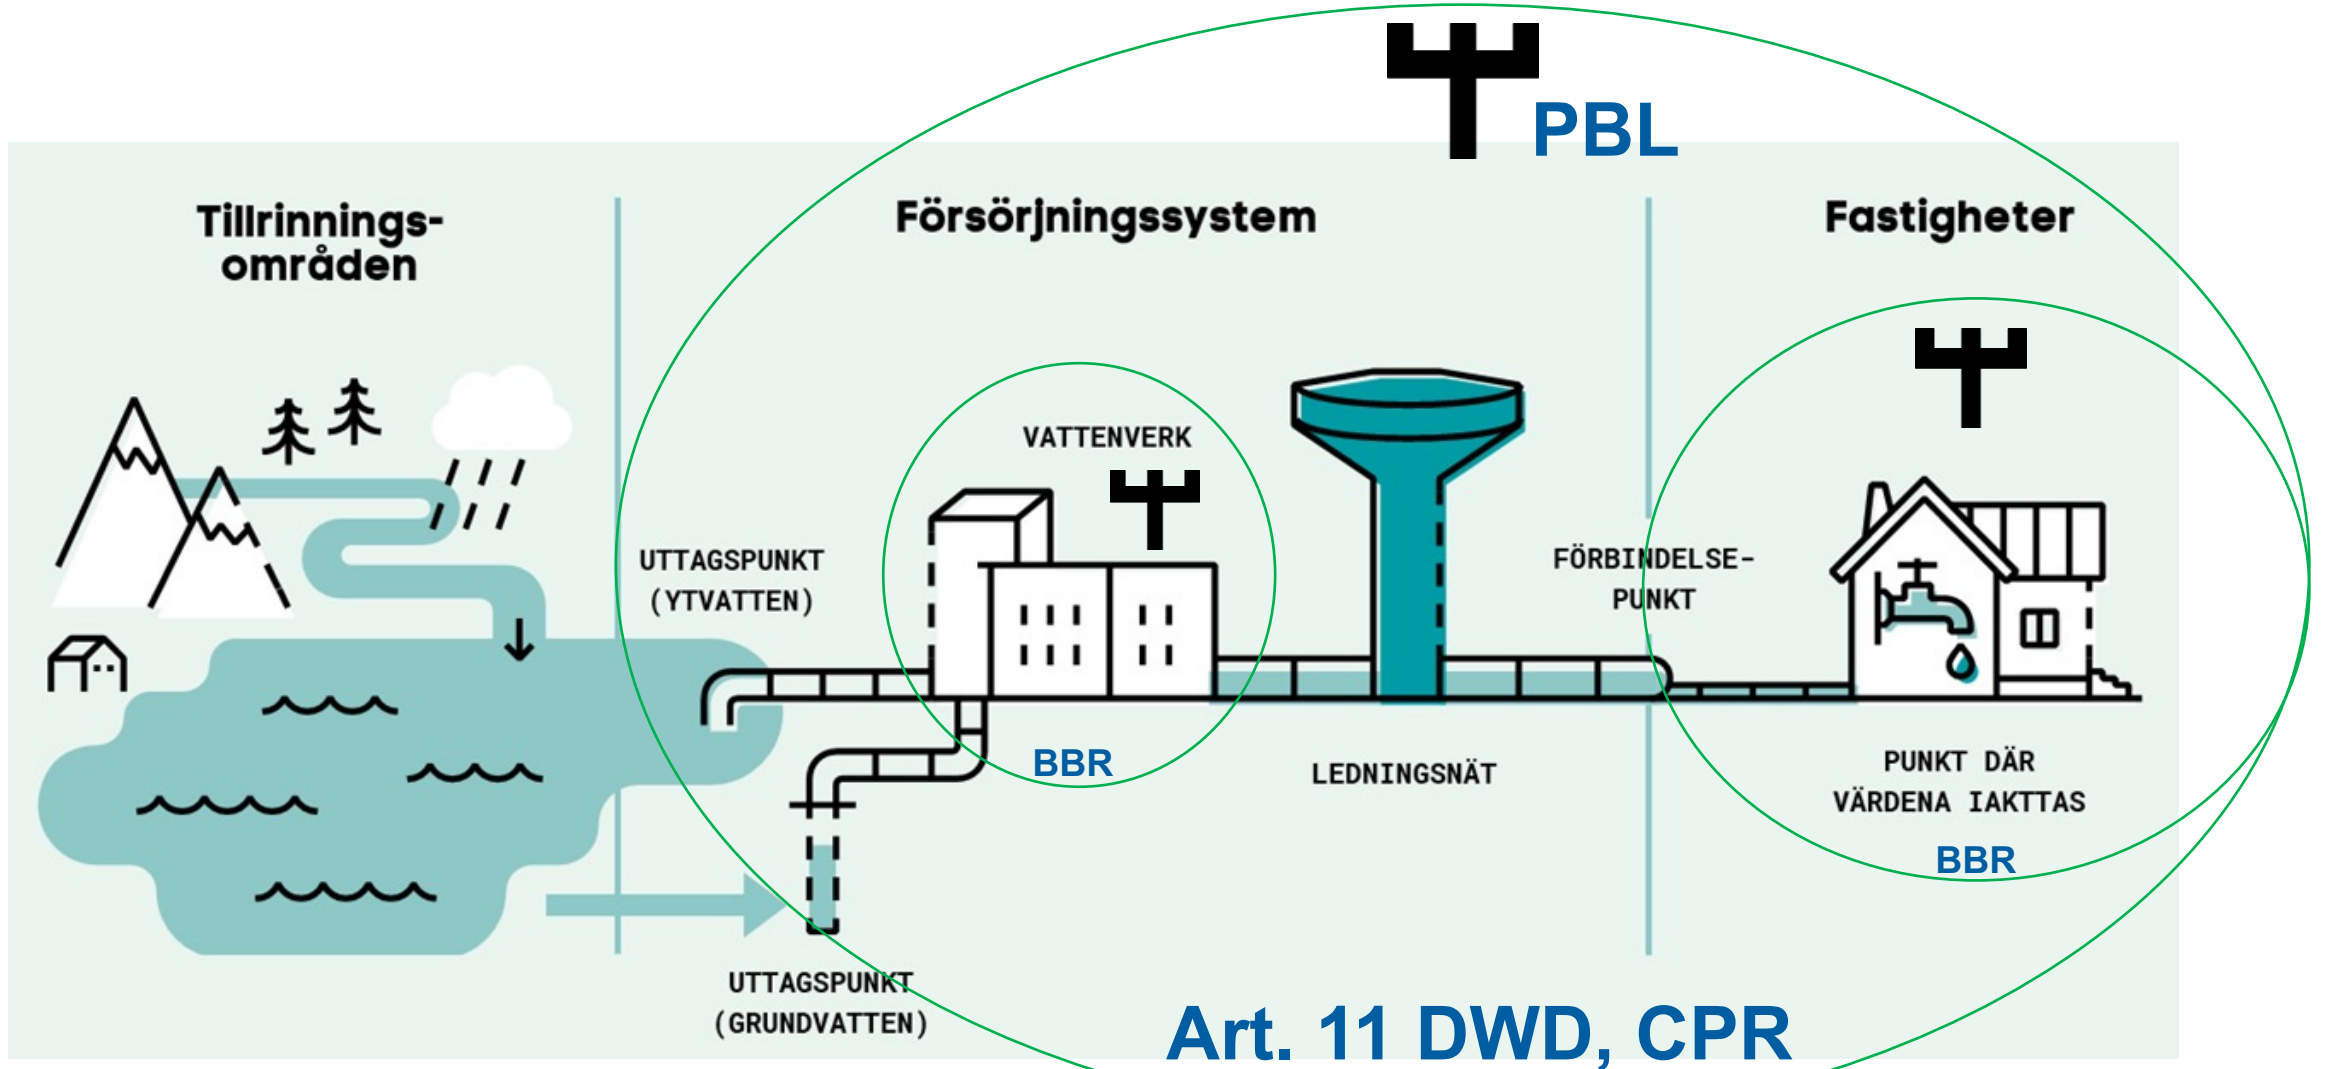 PBL
Tillrinnings-
områden
Försörjningssystem
Fastigheter
VATTENVERK
UTTAGSPUNKT
(YTVATTEN)
FÖRBINDELSE-
PUNKT
BBR
LEDNINGSNÄT
PUNKT DÄR
VÄRDENA IAKTTAS
BBR
UTTAGSPUNKT
(GRUNDVATTEN)
Art. 11 DWD, CPR